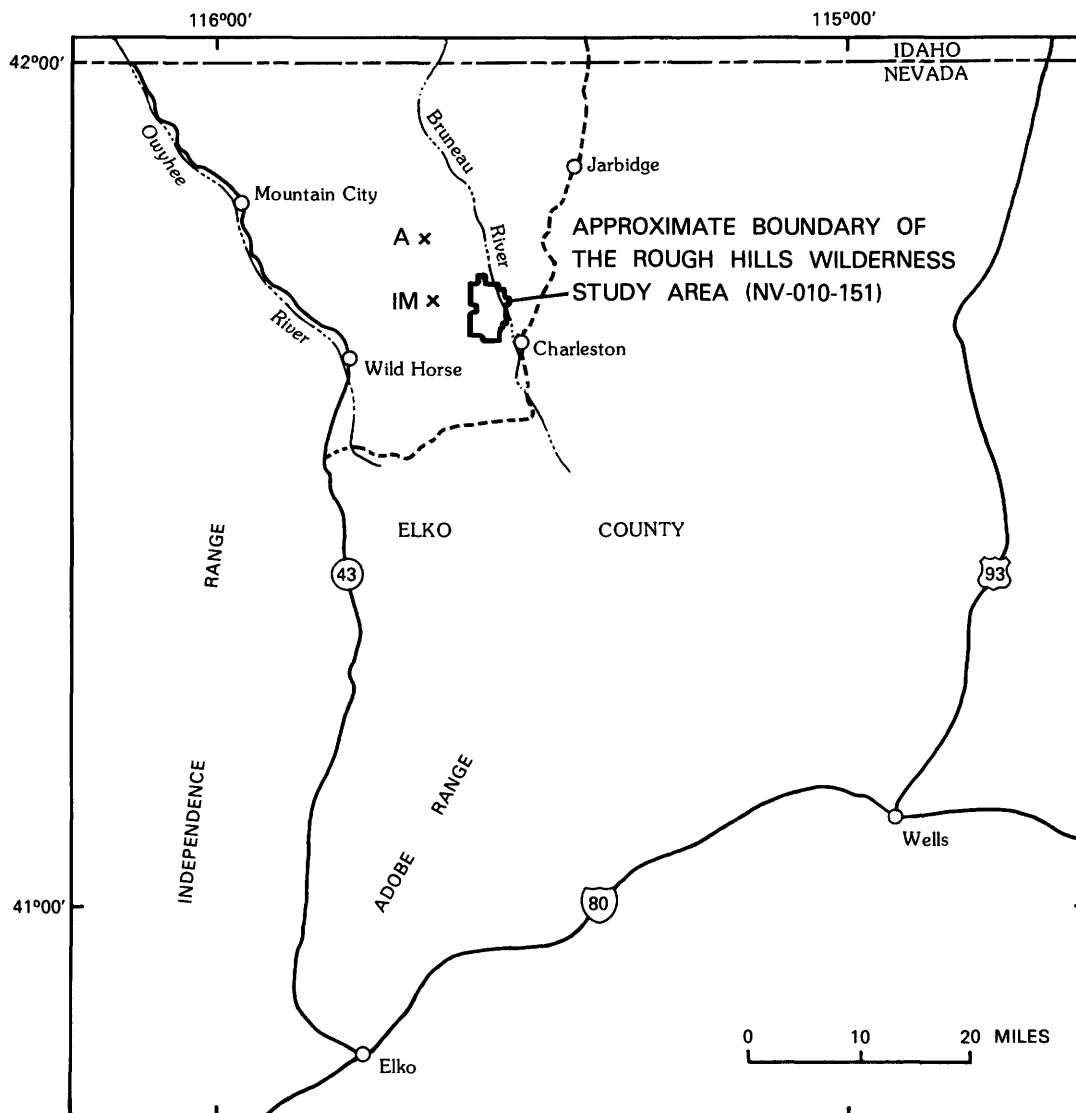 116°00'
115°00'
42°00'
IDAHO
NEVADA
Owyhee
River
Bruneau
River
Jarbidge
Mountain City
A x
APPROXIMATE BOUNDARY OF
THE ROUGH HILLS WILDERNESS
STUDY AREA (NV-010-151)
IM x
Charleston
Wild Horse
ELKO COUNTY
INDEPENDENCE RANGE
43
93
ADOBE RANGE
Wells
41°00'
80
0 10 20 MILES
Elko